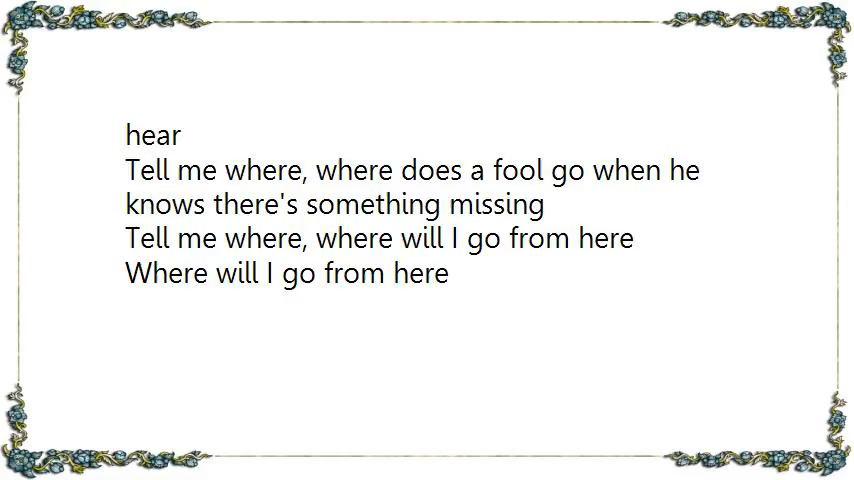 hear
Tell me where, where does a fool go when he
knows there's something missing
Tell me where, where will I go from here
Where will I go from here